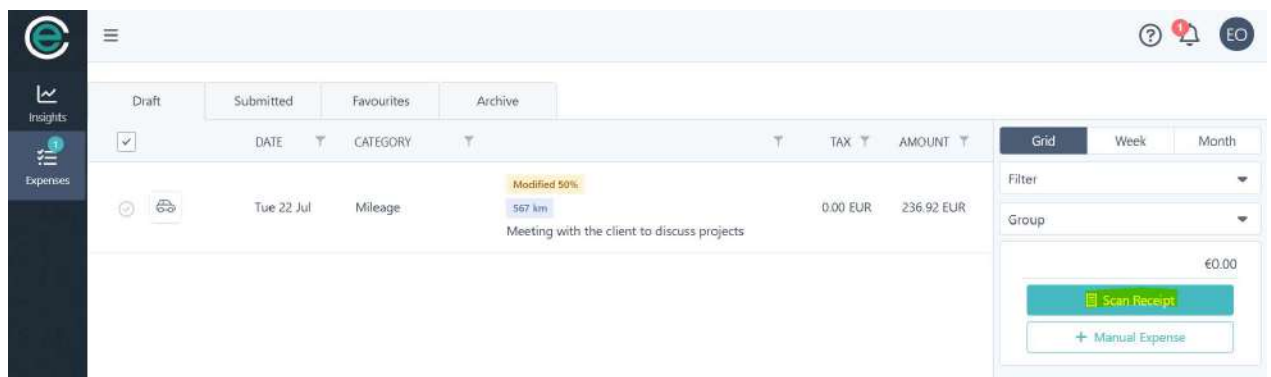 e
1
EO
Insights
1
Expenses
Draft Submitted Favourites Archive
DATE CATEGORY TAX AMOUNT
Tue 22 Jul Mileage
Modified 50%
567 km
Meeting with the client to discuss projects
0.00 EUR 236.92 EUR
Grid Week Month
Filter
Group
€0.00
Scan Receipt
+ Manual Expense